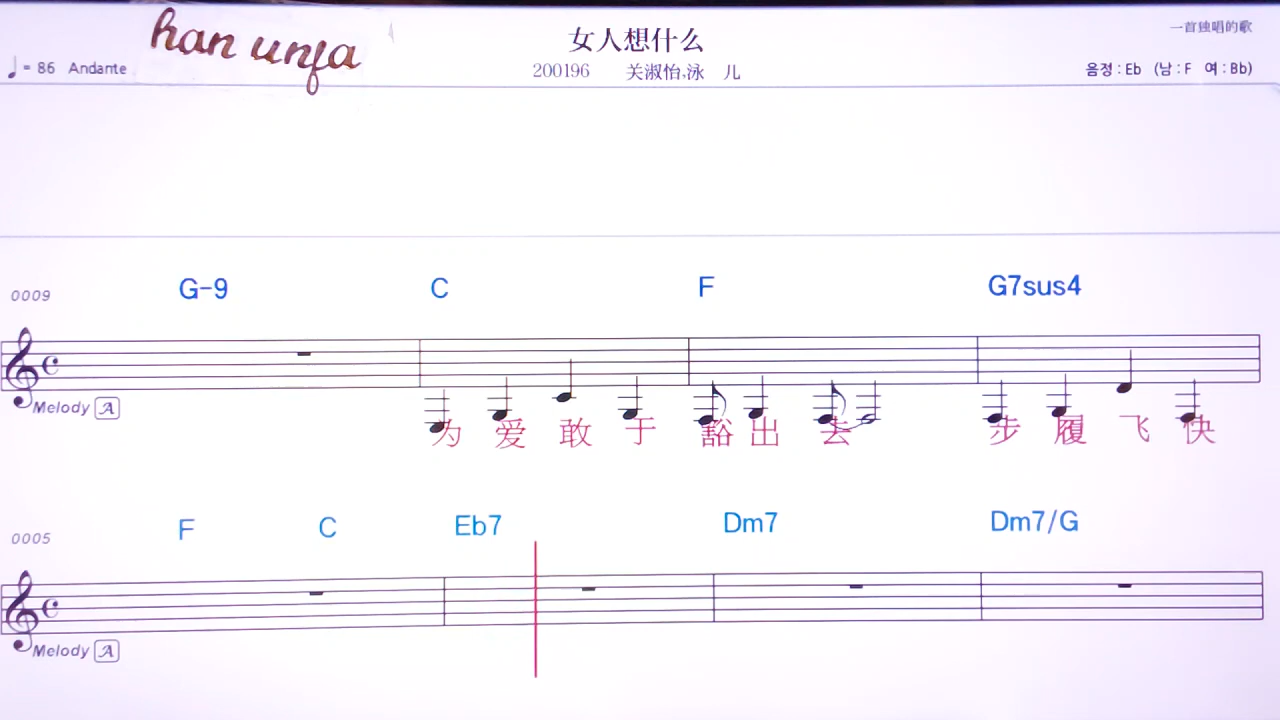 han unfa
女人想什么
一首独唱的歌
♩= 86 Andante
200196 关淑怡,泳 儿
음정 : Eb (남 : F 여 : Bb)
0009
G-9 C F G7sus4
Melody A
为 爱 敢 于 豁 出 去 步 履 飞 快
0005
F C Eb7 Dm7 Dm7/G
Melody A